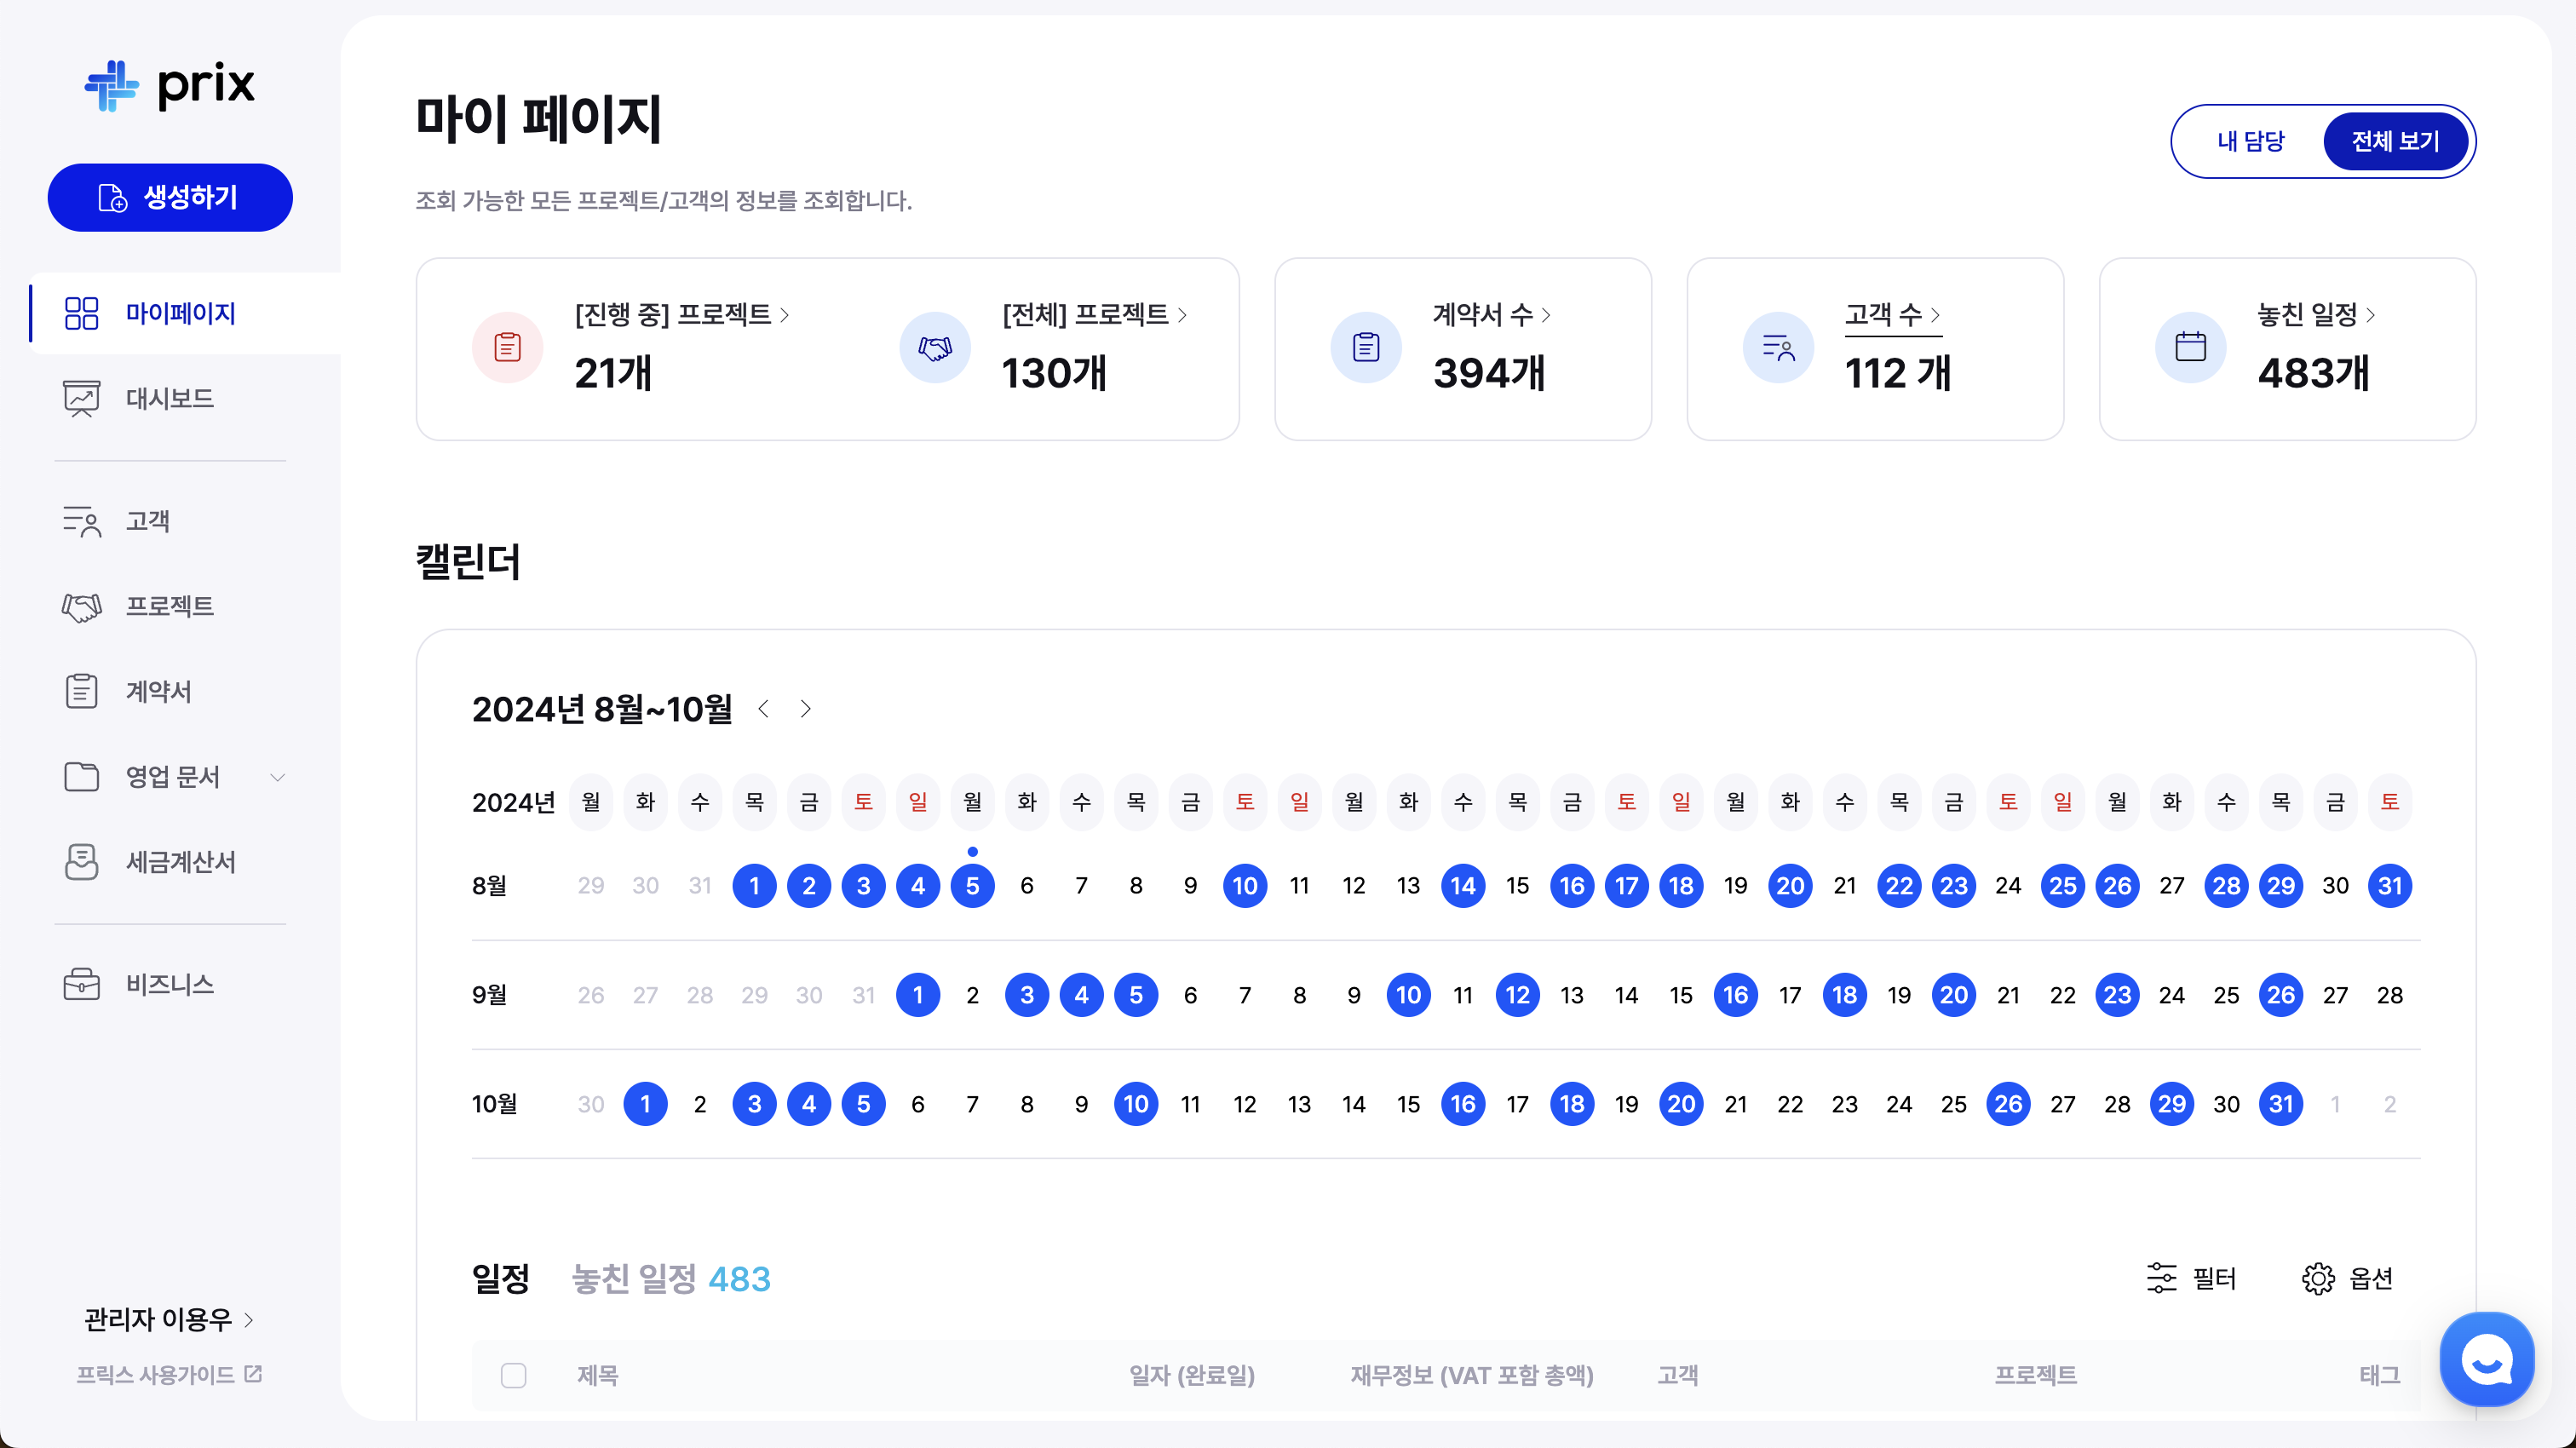 prix
생성하기
마이페이지
대시보드
고객
프로젝트
계약서
영업 문서
세금계산서
비즈니스
관리자 이용우
프릭스 사용가이드
마이 페이지
조회 가능한 모든 프로젝트/고객의 정보를 조회합니다.
내 담당 전체 보기
[진행 중] 프로젝트
21개
[전체] 프로젝트
130개
계약서 수
394개
고객 수
112 개
놓친 일정
483개
캘린더
2024년 8월~10월
2024년 월 화 수 목 금 토 일 월 화 수 목 금 토 일 월 화 수 목 금 토 일 월 화 수 목 금 토 일 월 화 수 목 금 토
8월 29 30 31 1 2 3 4 5 6 7 8 9 10 11 12 13 14 15 16 17 18 19 20 21 22 23 24 25 26 27 28 29 30 31
9월 26 27 28 29 30 31 1 2 3 4 5 6 7 8 9 10 11 12 13 14 15 16 17 18 19 20 21 22 23 24 25 26 27 28
10월 30 1 2 3 4 5 6 7 8 9 10 11 12 13 14 15 16 17 18 19 20 21 22 23 24 25 26 27 28 29 30 31 1 2
일정 놓친 일정 483
필터 옵션
제목 일자 (완료일) 재무정보 (VAT 포함 총액) 고객 프로젝트 태그